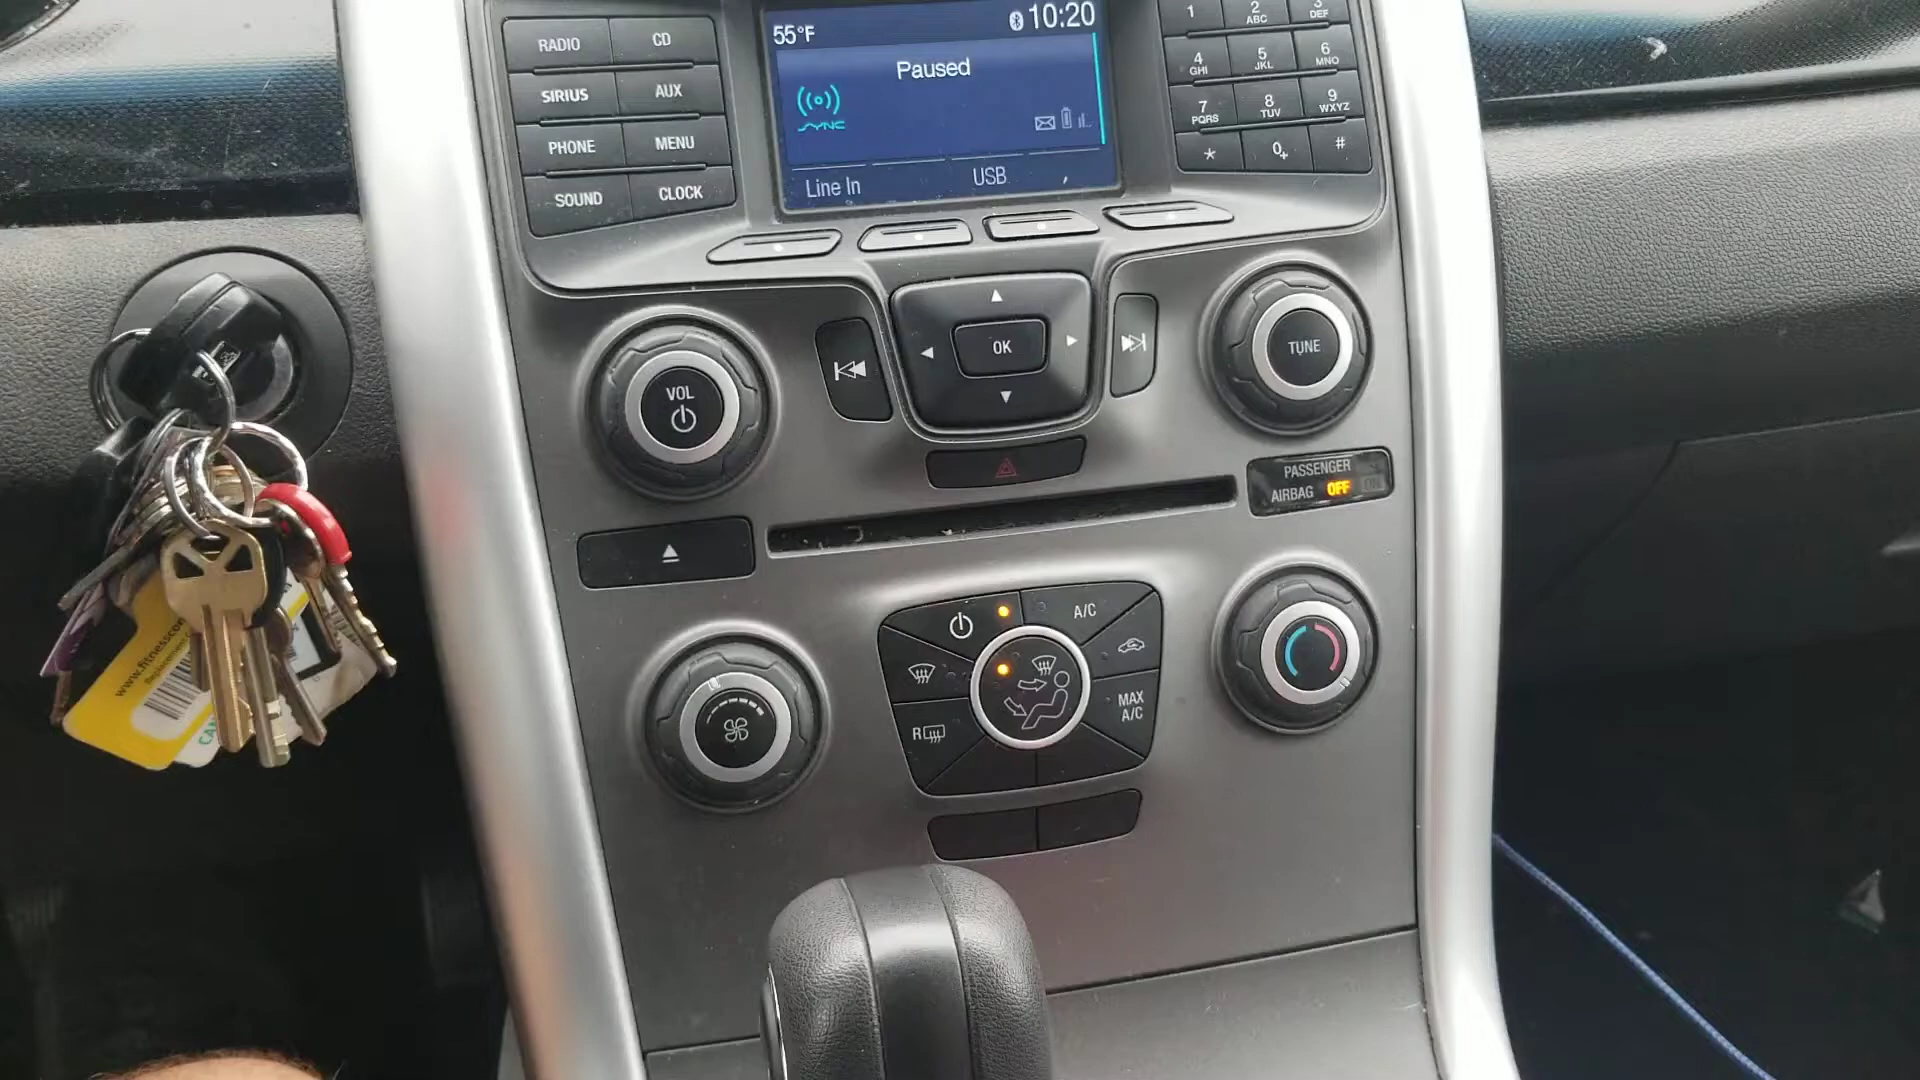 RADIO
CD
SIRIUS
AUX
PHONE
MENU
SOUND
CLOCK
55°F
10:20
Paused
SYNC
Line In
USB
1
2 ABC
3 DEF
4 GHI
5 JKL
6 MNO
7 PQRS
8 TUV
9 WXYZ
*
0+
#
VOL
OK
TUNE
PASSENGER
AIRBAG OFF ON
A/C
MAX
A/C
R